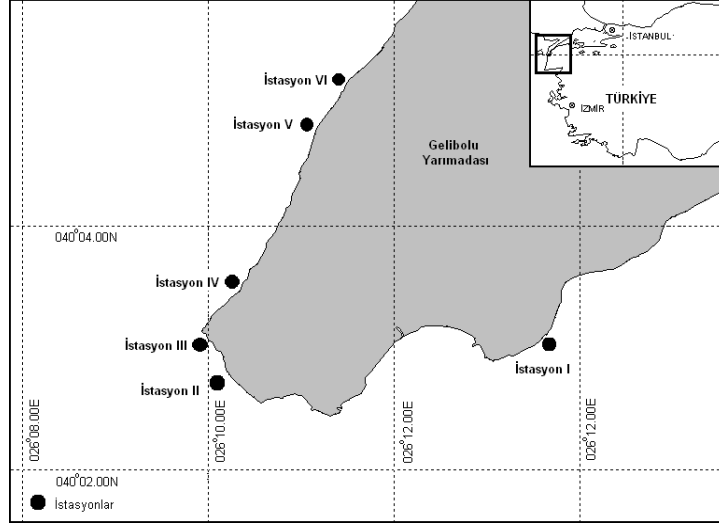 İSTANBUL
TÜRKİYE
İZMİR
İstasyon VI
İstasyon V
Gelibolu
Yarımadası
040°04.00N
İstasyon IV
İstasyon III
İstasyon I
İstasyon II
026°08.00E
026°10.00E
026°12.00E
026°12.00E
040°02.00N
İstasyonlar